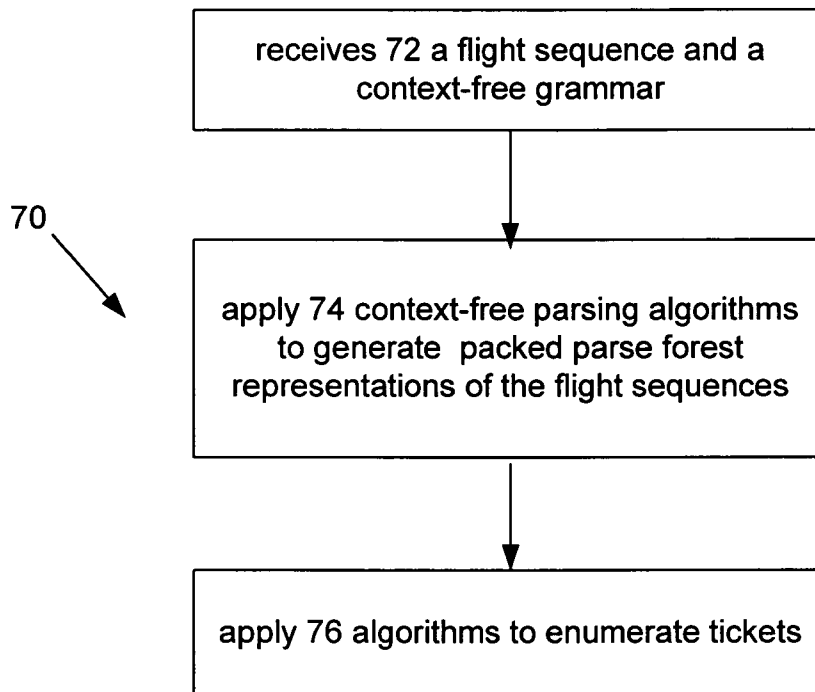 receives 72 a flight sequence and a
context-free grammar
70
apply 74 context-free parsing algorithms
to generate packed parse forest
representations of the flight sequences
apply 76 algorithms to enumerate tickets